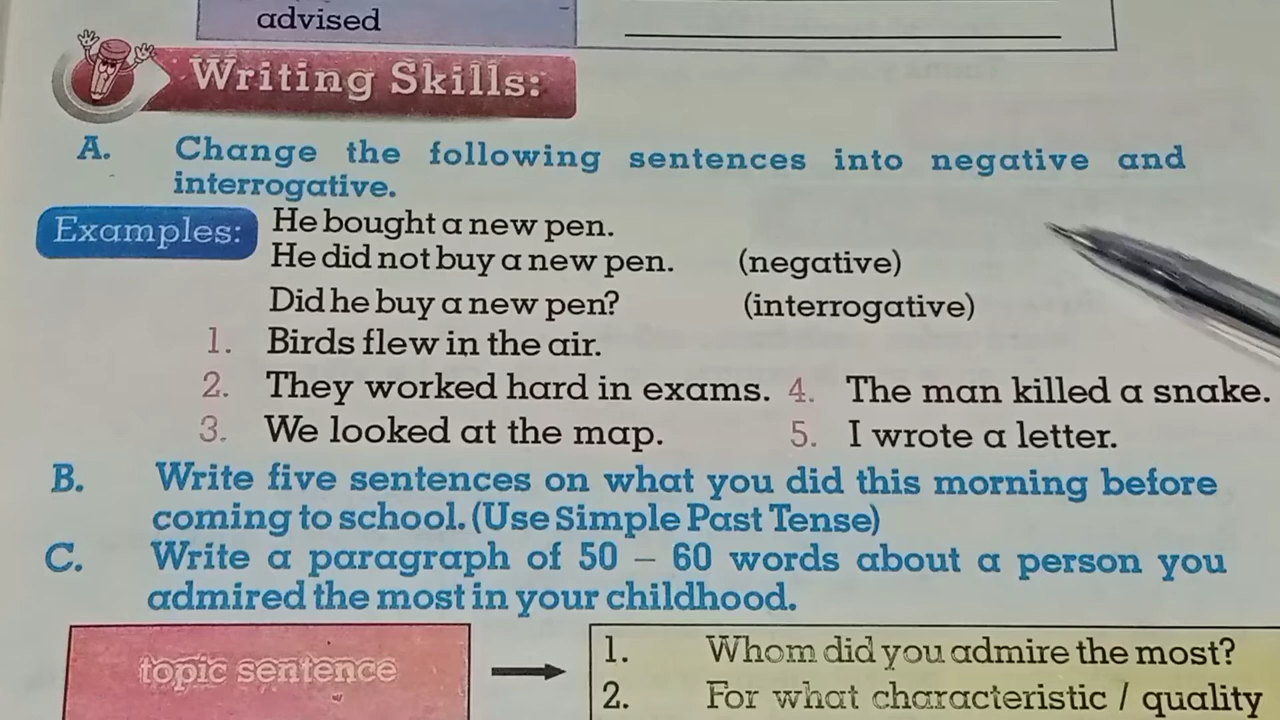 advised
Writing Skills:
A. Change the following sentences into negative and
interrogative.
Examples: He bought a new pen.
He did not buy a new pen. (negative)
Did he buy a new pen? (interrogative)
1. Birds flew in the air.
2. They worked hard in exams. 4. The man killed a snake.
3. We looked at the map. 5. I wrote a letter.
B. Write five sentences on what you did this morning before
coming to school. (Use Simple Past Tense)
C. Write a paragraph of 50 – 60 words about a person you
admired the most in your childhood.
topic sentence
1. Whom did you admire the most?
2. For what characteristic / quality